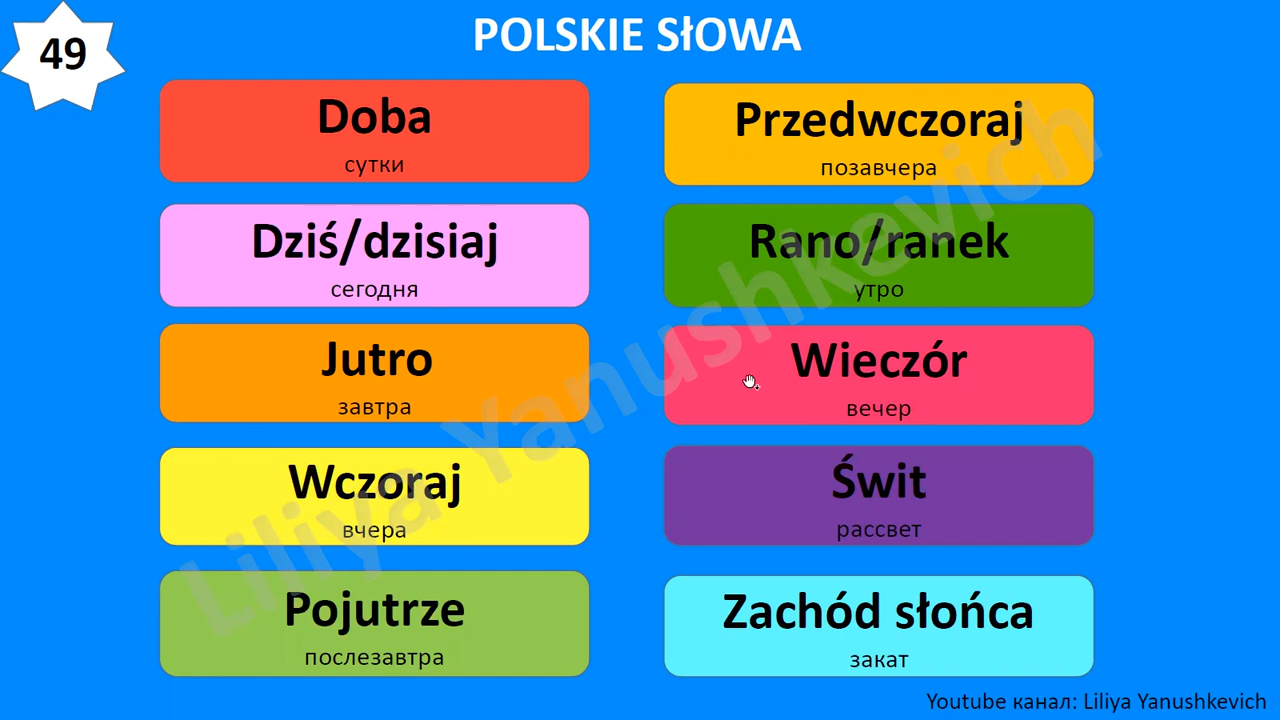 49
POLSKIE SłOWA
Doba
сутки
Dziś/dzisiaj
сегодня
Jutro
завтра
Wczoraj
вчера
Pojutrze
послезавтра
Przedwczoraj
позавчера
Rano/ranek
утро
Wieczór
вечер
Świt
рассвет
Zachód słońca
закат
Liliya Yanushkevich
Youtube канал: Liliya Yanushkevich